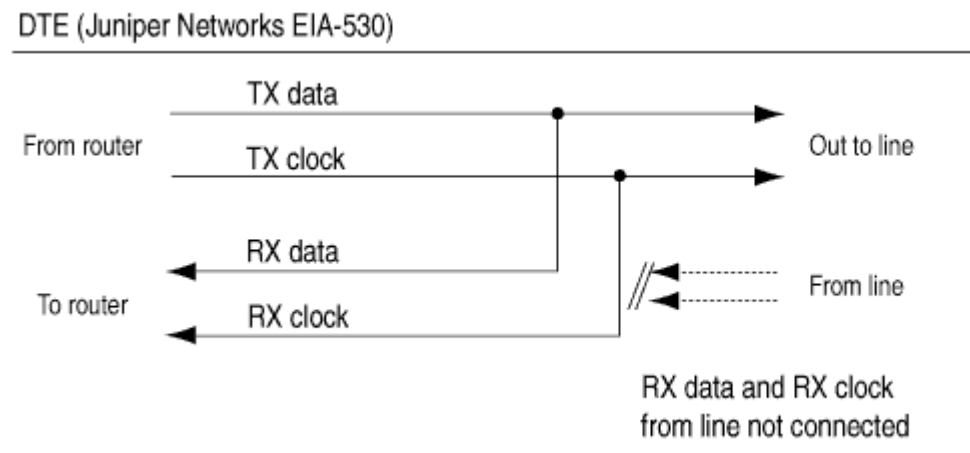 DTE (Juniper Networks EIA-530)
TX data
From router
Out to line
TX clock
RX data
From line
To router
RX clock
RX data and RX clock
from line not connected